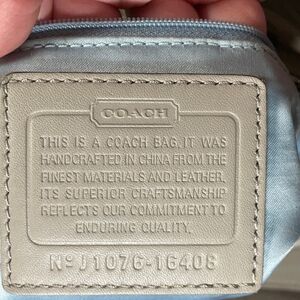 COACH
THIS IS A COACH BAG. IT WAS
HANDCRAFTED IN CHINA FROM THE
FINEST MATERIALS AND LEATHER.
ITS SUPERIOR CRAFTSMANSHIP
REFLECTS OUR COMMITMENT TO
ENDURING QUALITY.
Nº J1076-16408